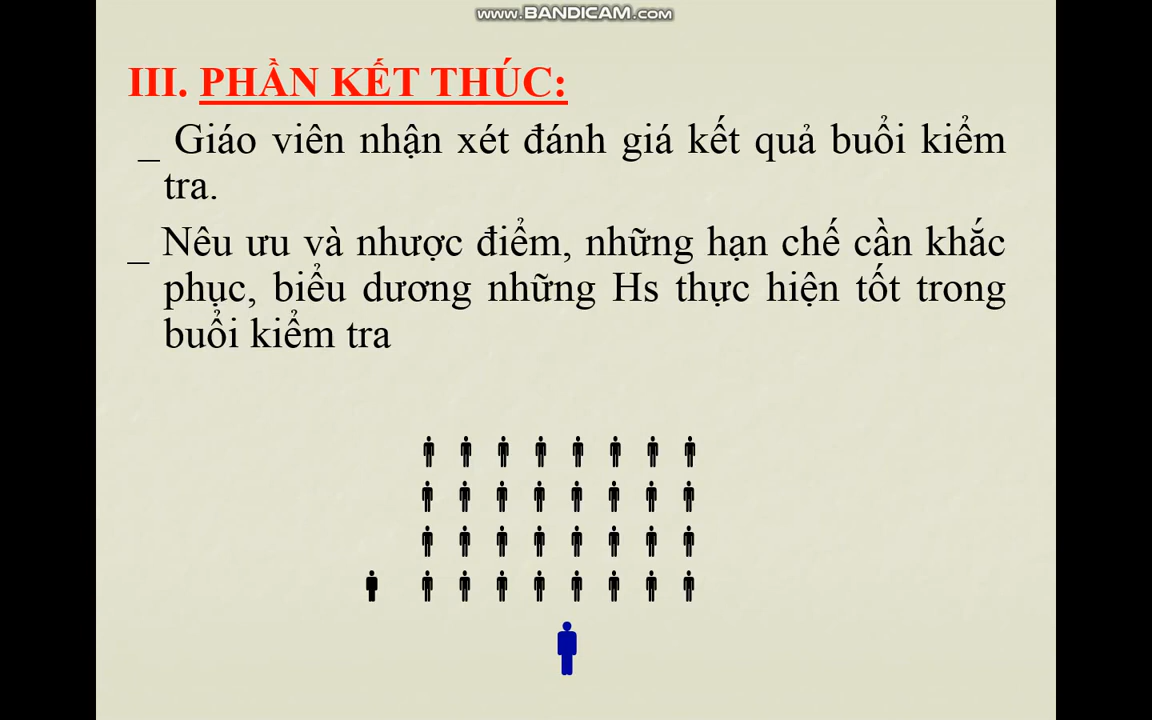 www.BANDICAM.com
III. PHẦN KẾT THÚC:
_ Giáo viên nhận xét đánh giá kết quả buổi kiểm
tra.
_ Nêu ưu và nhược điểm, những hạn chế cần khắc
phục, biểu dương những Hs thực hiện tốt trong
buổi kiểm tra